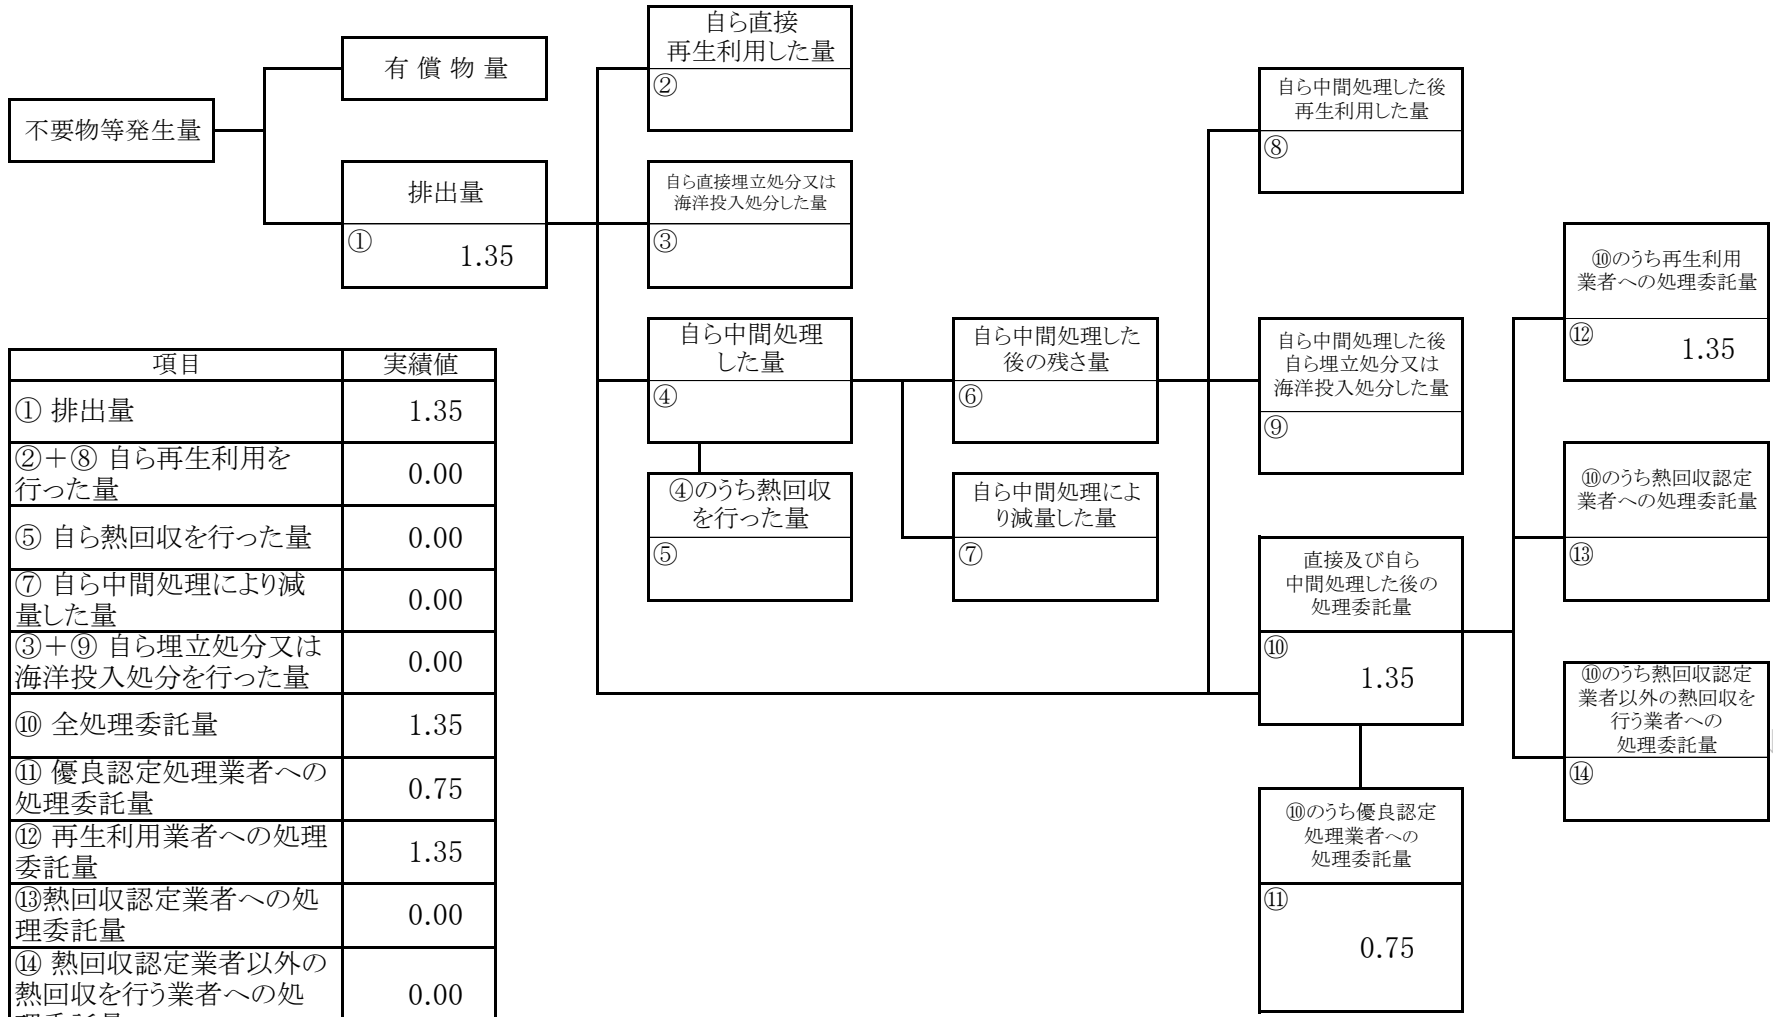 不要物等発生量
有 償 物 量
排出量
①
1.35
自ら直接
再生利用した量
②
自ら直接埋立処分又は
海洋投入処分した量
③
自ら中間処理
した量
④
④のうち熱回収
を行った量
⑤
自ら中間処理した
後の残さ量
⑥
自ら中間処理によ
り減量した量
⑦
自ら中間処理した後
再生利用した量
⑧
自ら中間処理した後
自ら埋立処分又は
海洋投入処分した量
⑨
直接及び自ら
中間処理した後の
処理委託量
⑩
1.35
⑩のうち優良認定
処理業者への
処理委託量
⑪
0.75
⑩のうち再生利用
業者への処理委託量
⑫
1.35
⑩のうち熱回収認定
業者への処理委託量
⑬
⑩のうち熱回収認定
業者以外の熱回収を
行う業者への
処理委託量
⑭
項目 実績値
① 排出量 1.35
②+⑧ 自ら再生利用を
行った量 0.00
⑤ 自ら熱回収を行った量 0.00
⑦ 自ら中間処理により減
量した量 0.00
③+⑨ 自ら埋立処分又は
海洋投入処分を行った量 0.00
⑩ 全処理委託量 1.35
⑪ 優良認定処理業者への
処理委託量 0.75
⑫ 再生利用業者への処理
委託量 1.35
⑬熱回収認定業者への処
理委託量 0.00
⑭ 熱回収認定業者以外の
熱回収を行う業者への処 0.00